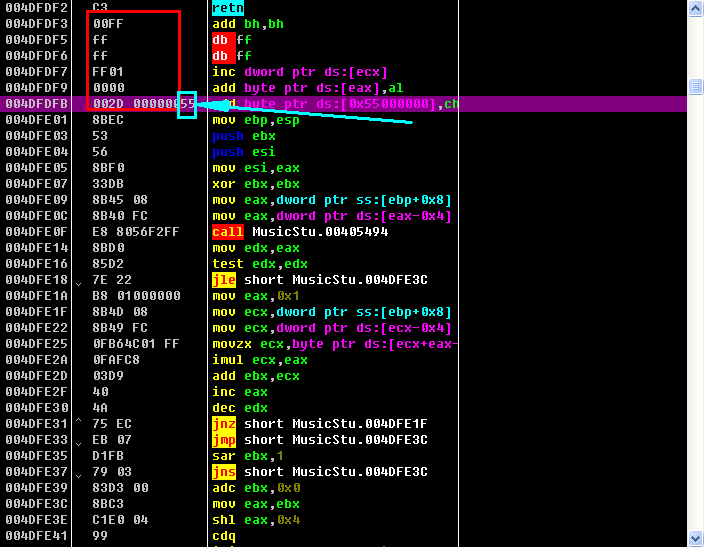 004DFDF2 C3 retn
004DFDF3 00FF add bh,bh
004DFDF5 ff db ff
004DFDF6 ff db ff
004DFDF7 FF01 inc dword ptr ds:[ecx]
004DFDF9 0000 add byte ptr ds:[eax],al
004DFDFB 002D 00000055 byte ptr ds:[0x55000000],ch
004DFE01 8BEC mov ebp,esp
004DFE03 53 push ebx
004DFE04 56 push esi
004DFE05 8BF0 mov esi,eax
004DFE07 33DB xor ebx,ebx
004DFE09 8B45 08 mov eax,dword ptr ss:[ebp+0x8]
004DFE0C 8B40 FC mov eax,dword ptr ds:[eax-0x4]
004DFE0F E8 8056F2FF call MusicStu.00405494
004DFE14 8BD0 mov edx,eax
004DFE16 85D2 test edx,edx
004DFE18 7E 22 jle short MusicStu.004DFE3C
004DFE1A B8 01000000 mov eax,0x1
004DFE1F 8B4D 08 mov ecx,dword ptr ss:[ebp+0x8]
004DFE22 8B49 FC mov ecx,dword ptr ds:[ecx-0x4]
004DFE25 0FB64C01 FF movzx ecx,byte ptr ds:[ecx+eax-
004DFE2A 0FAFC8 imul ecx,eax
004DFE2D 03D9 add ebx,ecx
004DFE2F 40 inc eax
004DFE30 4A dec edx
004DFE31 75 EC jnz short MusicStu.004DFE1F
004DFE33 EB 07 jmp short MusicStu.004DFE3C
004DFE35 D1FB sar ebx,1
004DFE37 79 03 jns short MusicStu.004DFE3C
004DFE39 83D3 00 adc ebx,0x0
004DFE3C 8BC3 mov eax,ebx
004DFE3E C1E0 04 shl eax,0x4
004DFE41 99 cdq